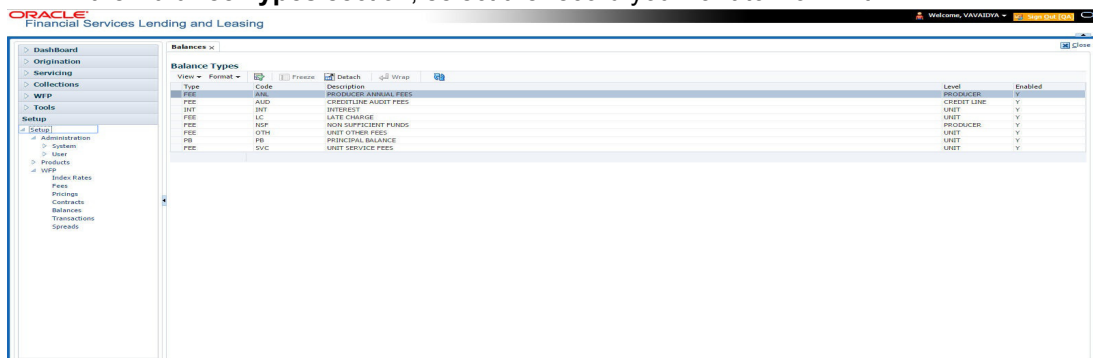 ORACLE
Financial Services Lending and Leasing
Welcome, VAVAIDYA
Sign Out [QA]
Close
DashBoard
Origination
Servicing
Collections
WFP
Tools
Setup
Setup
Administration
System
User
Products
WFP
Index Rates
Fees
Pricings
Contracts
Balances
Transactions
Spreads
Balances x
Balance Types
View Format Freeze Detach Wrap
Type Code Description Level Enabled
FEE ANL PRODUCER ANNUAL FEES PRODUCER Y
FEE AUD CREDITLINE AUDIT FEES CREDIT LINE Y
INT INT INTEREST UNIT Y
FEE LC LATE CHARGE UNIT Y
FEE NSF NON SUFFICIENT FUNDS PRODUCER Y
FEE OTH UNIT OTHER FEES UNIT Y
PB PB PRINCIPAL BALANCE UNIT Y
FEE SVC UNIT SERVICE FEES UNIT Y